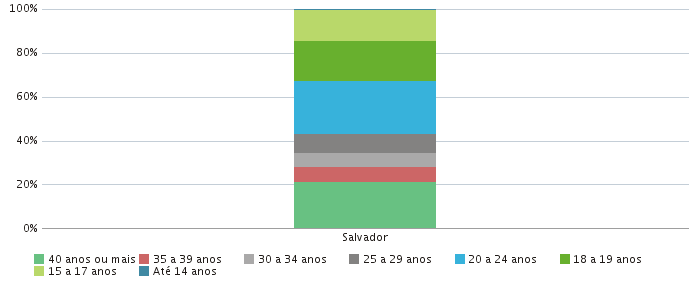 100%
80%
60%
40%
20%
0%
Salvador
40 anos ou mais 35 a 39 anos 30 a 34 anos 25 a 29 anos 20 a 24 anos 18 a 19 anos
15 a 17 anos Até 14 anos